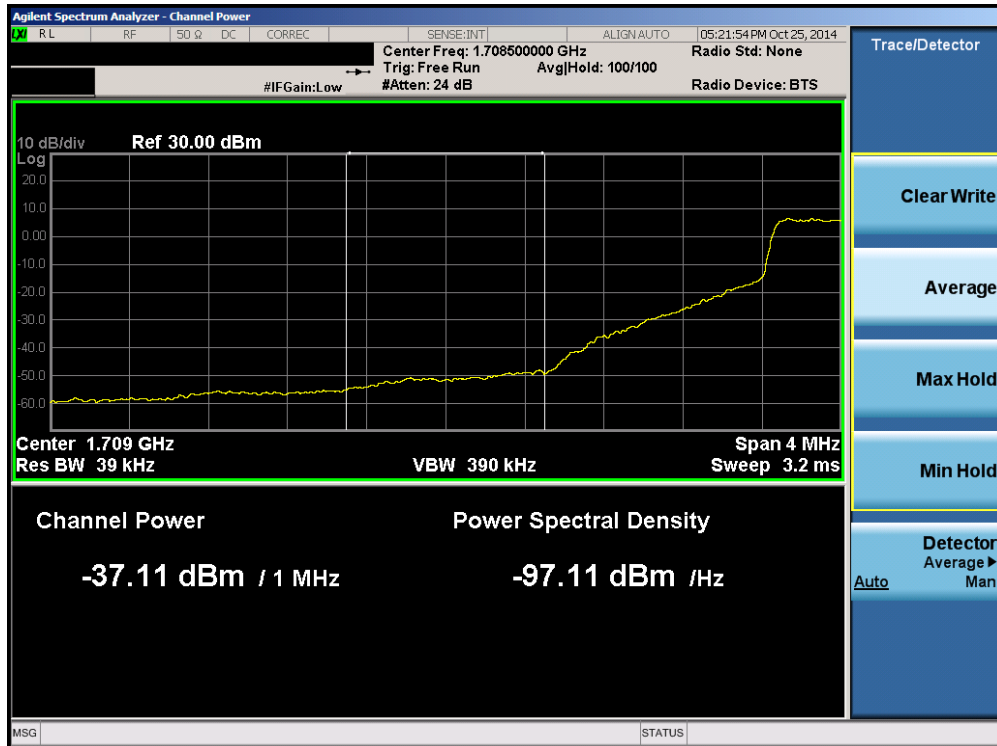 Agilent Spectrum Analyzer - Channel Power
LXI RL RF 50 Ω DC CORREC SENSE:INT ALIGN AUTO 05:21:54 PM Oct 25, 2014
Center Freq: 1.708500000 GHz Radio Std: None
Trig: Free Run Avg|Hold: 100/100
#IFGain:Low #Atten: 24 dB Radio Device: BTS
10 dB/div Ref 30.00 dBm
Log
20.0
10.0
0.00
-10.0
-20.0
-30.0
-40.0
-50.0
-60.0
Center 1.709 GHz Span 4 MHz
Res BW 39 kHz VBW 390 kHz Sweep 3.2 ms
Channel Power Power Spectral Density
-37.11 dBm / 1 MHz -97.11 dBm /Hz
MSG STATUS
Trace/Detector
Clear Write
Average
Max Hold
Min Hold
Detector
Average▶
Auto Man